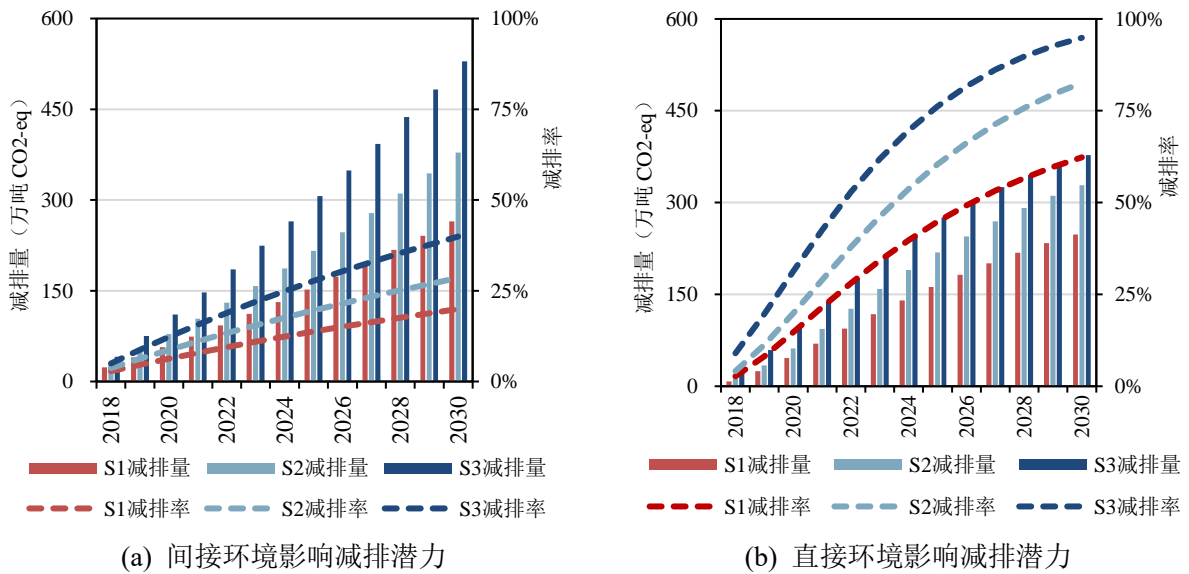 600
450
300
150
0
减排量（万吨 CO2-eq)
100%
75%
50%
25%
0%
减排率
2018
2020
2022
2024
2026
2028
2030
S1减排量
S2减排量
S3减排量
S1减排率
S2减排率
S3减排率
(a) 间接环境影响减排潜力
600
450
300
150
0
减排量（万吨 CO2-eq)
100%
75%
50%
25%
0%
减排率
2018
2020
2022
2024
2026
2028
2030
S1减排量
S2减排量
S3减排量
S1减排率
S2减排率
S3减排率
(b) 直接环境影响减排潜力